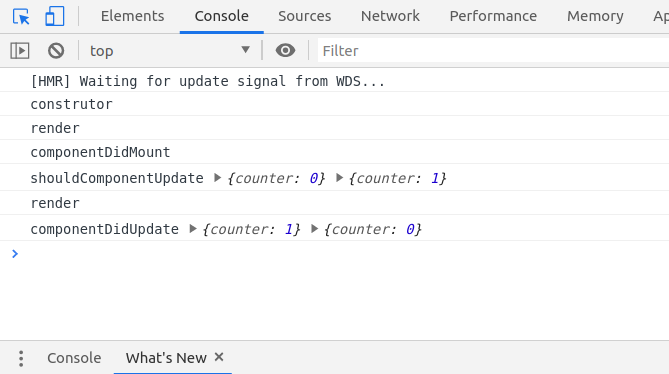 Elements Console Sources Network Performance Memory Ap
top Filter
[HMR] Waiting for update signal from WDS...
construtor
render
componentDidMount
shouldComponentUpdate ▶ {counter: 0} ▶ {counter: 1}
render
componentDidUpdate ▶ {counter: 1} ▶ {counter: 0}
Console What's New